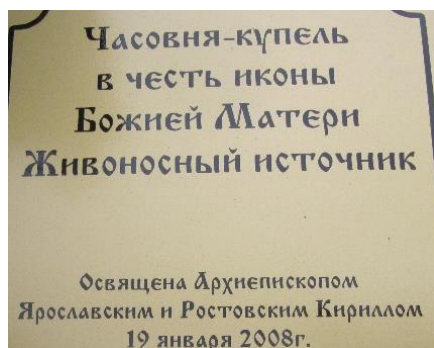 Часовня-купель
в честь иконы
Божией Матери
Живоносный источник
Освящена Архиепископом
Ярославским и Ростовским Кириллом
19 января 2008г.